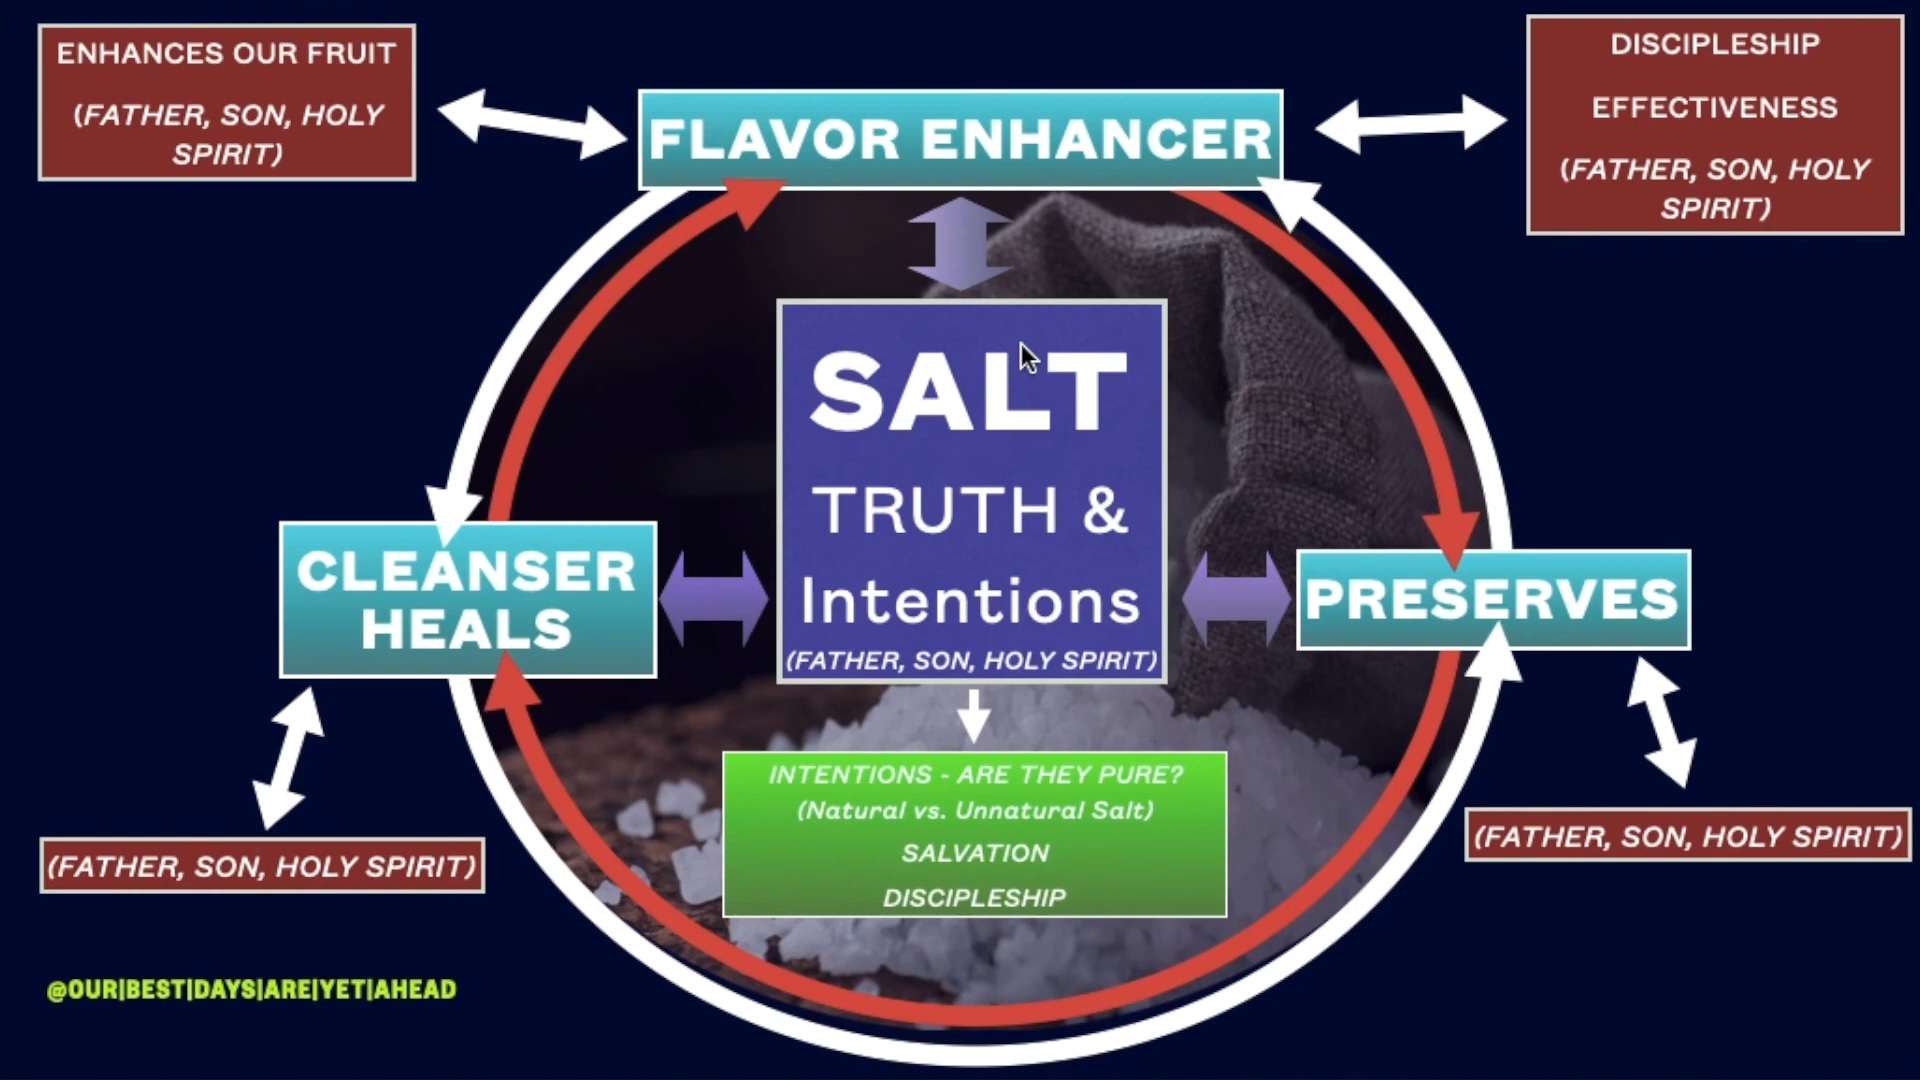 ENHANCES OUR FRUIT
(FATHER, SON, HOLY
SPIRIT)
FLAVOR ENHANCER
DISCIPLESHIP
EFFECTIVENESS
(FATHER, SON, HOLY
SPIRIT)
SALT
TRUTH &
Intentions
(FATHER, SON, HOLY SPIRIT)
CLEANSER
HEALS
PRESERVES
INTENTIONS - ARE THEY PURE?
(Natural vs. Unnatural Salt)
SALVATION
DISCIPLESHIP
(FATHER, SON, HOLY SPIRIT)
(FATHER, SON, HOLY SPIRIT)
@OUR|BEST|DAYS|ARE|YET|AHEAD